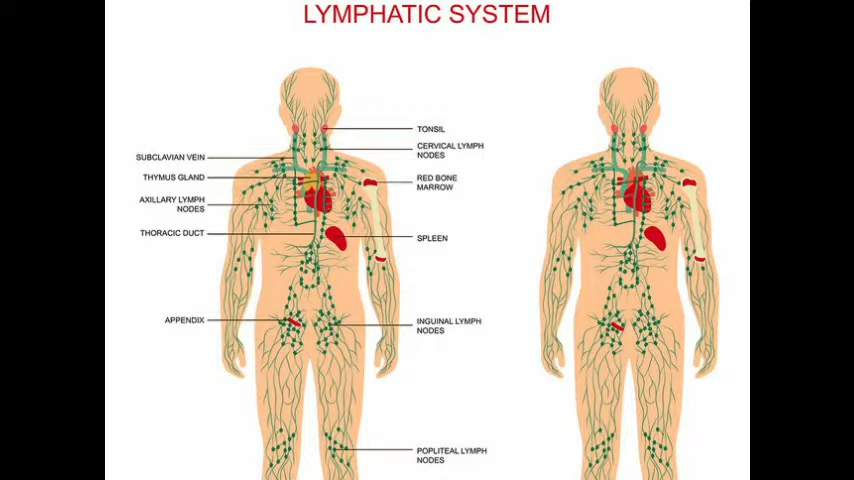 LYMPHATIC SYSTEM
SUBCLAVIAN VEIN
THYMUS GLAND
AXILLARY LYMPH
NODES
THORACIC DUCT
APPENDIX
TONSIL
CERVICAL LYMPH
NODES
RED BONE
MARROW
SPLEEN
INGUINAL LYMPH
NODES
POPLITEAL LYMPH
NODES